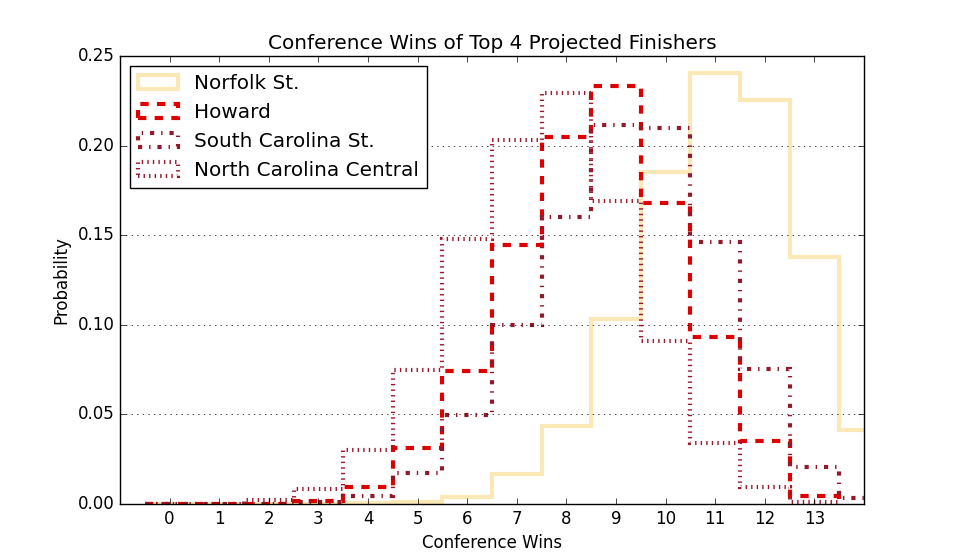 Conference Wins of Top 4 Projected Finishers
0.25
0.20
0.15
0.10
0.05
0.00
Probability
Norfolk St.
Howard
South Carolina St.
North Carolina Central
0 1 2 3 4 5 6 7 8 9 10 11 12 13
Conference Wins